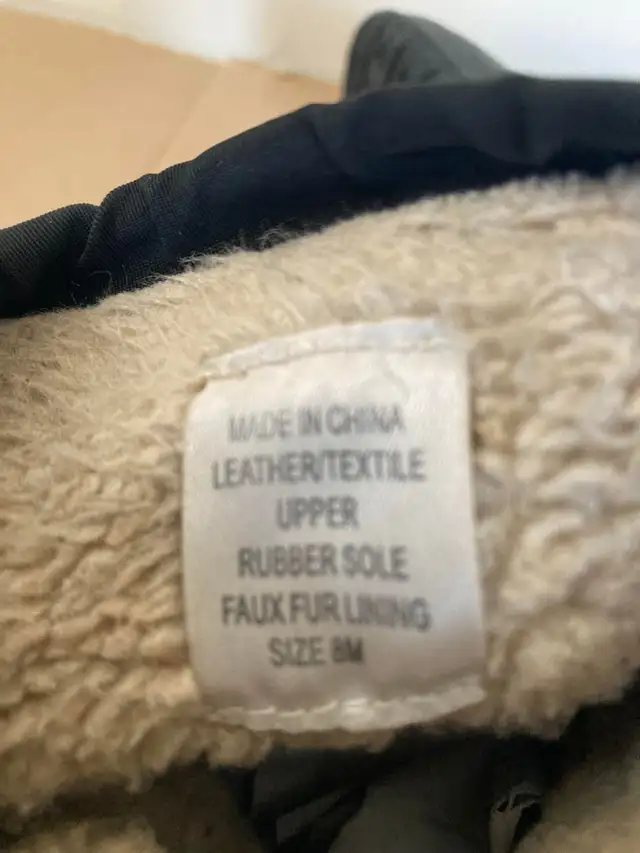 MADE IN CHINA
LEATHER/TEXTILE
UPPER
RUBBER SOLE
FAUX FUR LINING
SIZE 8M